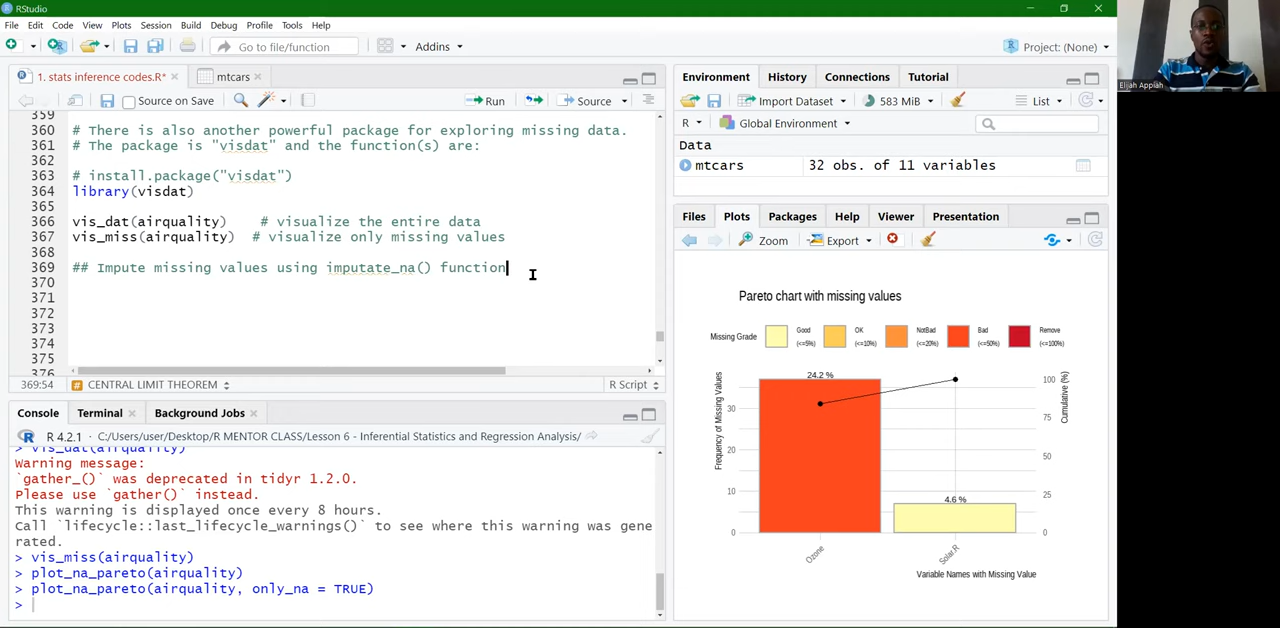 RStudio
File Edit Code View Plots Session Build Debug Profile Tools Help
Go to file/function Addins Project: (None)
1. stats inference codes.R* mtcars
Source on Save Run Source
359
360 # There is also another powerful package for exploring missing data.
361 # The package is "visdat" and the function(s) are:
362
363 # install.package("visdat")
364 library(visdat)
365
366 vis_dat(airquality) # visualize the entire data
367 vis_miss(airquality) # visualize only missing values
368
369 ## Impute missing values using imputate_na() function
370
371
372
373
374
375
376
369:54 CENTRAL LIMIT THEOREM R Script
Console Terminal Background Jobs
R 4.2.1 · C:/Users/user/Desktop/R MENTOR CLASS/Lesson 6 - Inferential Statistics and Regression Analysis/
> vis_dat(airquality)
Warning message:
`gather_()` was deprecated in tidyr 1.2.0.
Please use `gather()` instead.
This warning is displayed once every 8 hours.
Call `lifecycle::last_lifecycle_warnings()` to see where this warning was gene
rated.
> vis_miss(airquality)
> plot_na_pareto(airquality)
> plot_na_pareto(airquality, only_na = TRUE)
>
Environment History Connections Tutorial
Import Dataset 583 MiB List
R Global Environment
Data
mtcars 32 obs. of 11 variables
Files Plots Packages Help Viewer Presentation
Zoom Export
Pareto chart with missing values
Missing Grade Good (<=5%) OK (<=10%) NotBad (<=20%) Bad (<=50%) Remove (<=100%)
Frequency of Missing Values
30
20
10
0
24.2 %
4.6 %
100
75
50
25
0
Cumulative (%)
Ozone
Solar.R
Variable Names with Missing Value
Elijah Appiah